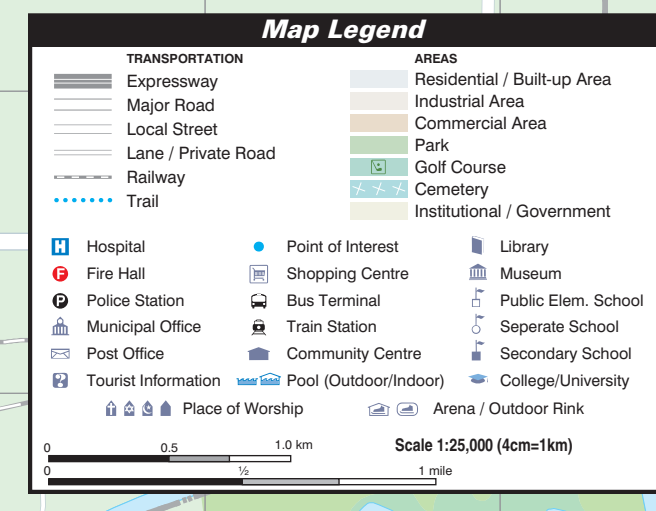 Map Legend
TRANSPORTATION
Expressway
Major Road
Local Street
Lane / Private Road
Railway
Trail
AREAS
Residential / Built-up Area
Industrial Area
Commercial Area
Park
Golf Course
Cemetery
Institutional / Government
H Hospital
F Fire Hall
P Police Station
Municipal Office
Post Office
? Tourist Information
Point of Interest
Shopping Centre
Bus Terminal
Train Station
Community Centre
Pool (Outdoor/Indoor)
Library
Museum
Public Elem. School
Seperate School
Secondary School
College/University
Place of Worship
Arena / Outdoor Rink
0 0.5 1.0 km
0 ½ 1 mile
Scale 1:25,000 (4cm=1km)